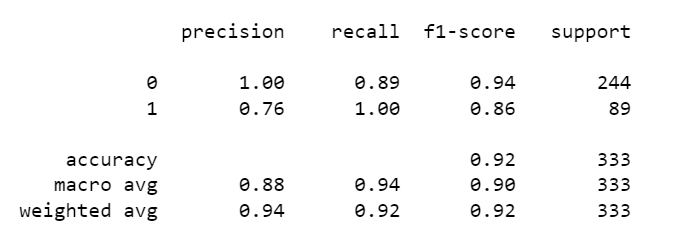 precision recall f1-score support
0 1.00 0.89 0.94 244
1 0.76 1.00 0.86 89
accuracy 0.92 333
macro avg 0.88 0.94 0.90 333
weighted avg 0.94 0.92 0.92 333